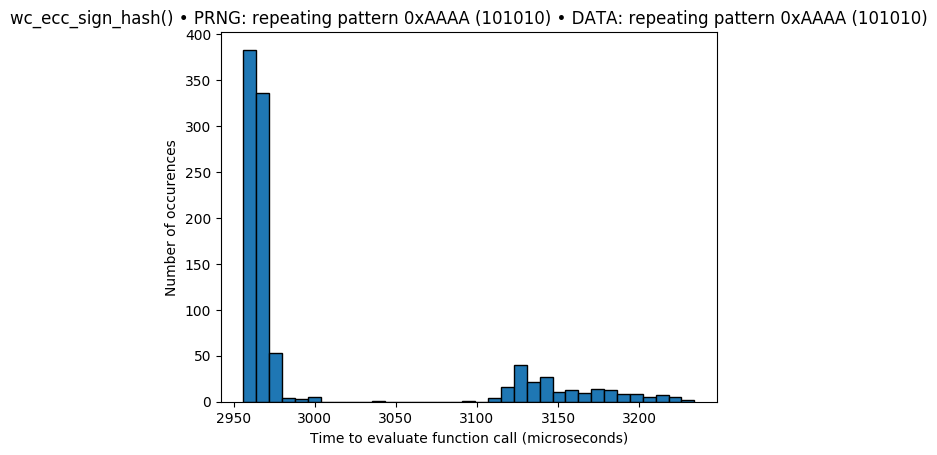 wc_ecc_sign_hash() • PRNG: repeating pattern 0xAAAA (101010) • DATA: repeating pattern 0xAAAA (101010)
400
350
300
250
200
150
100
50
0
Number of occurences
2950 3000 3050 3100 3150 3200
Time to evaluate function call (microseconds)